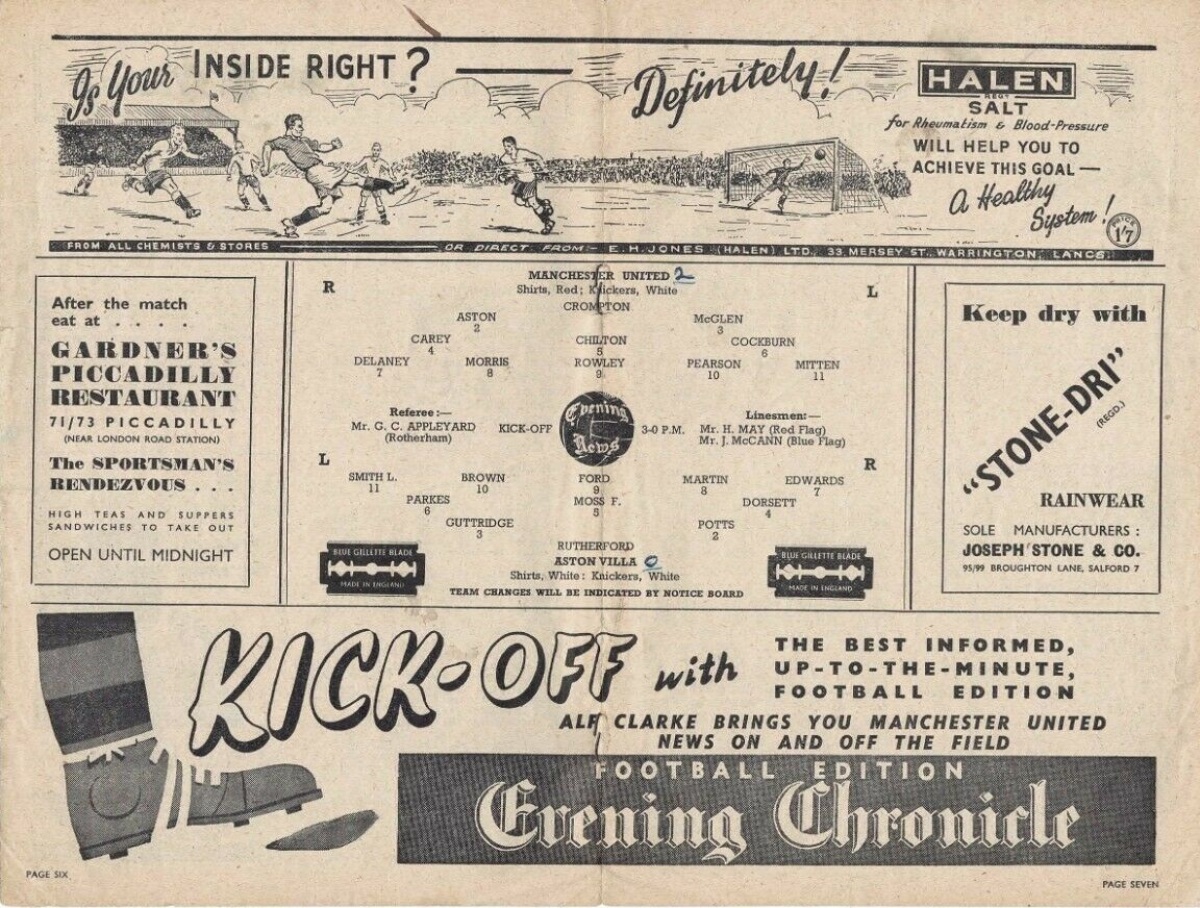 Is Your INSIDE RIGHT? — Definitely!
HALEN
REGD
SALT
for Rheumatism & Blood-Pressure
WILL HELP YOU TO
ACHIEVE THIS GOAL —
A Healthy
System!
PRICE
1'7
FROM ALL CHEMISTS & STORES — OR DIRECT FROM — E.H.JONES (HALEN) LTD., 33, MERSEY ST., WARRINGTON, LANCS.
After the match
eat at . . . .
GARDNER'S
PICCADILLY
RESTAURANT
71/73 PICCADILLY
(NEAR LONDON ROAD STATION)
The SPORTSMAN'S
RENDEZVOUS . . .
HIGH TEAS AND SUPPERS
SANDWICHES TO TAKE OUT
OPEN UNTIL MIDNIGHT
MANCHESTER UNITED 2
Shirts, Red; Knickers, White
R L
CROMPTON
ASTON McGLEN
2 3
CAREY CHILTON COCKBURN
4 5 6
DELANEY MORRIS ROWLEY PEARSON MITTEN
7 8 9 10 11
Referee:—
Mr. G. C. APPLEYARD
(Rotherham)
KICK-OFF Evening News 3-0 P.M.
Linesmen:—
Mr. H. MAY (Red Flag)
Mr. J. McCANN (Blue Flag)
L R
SMITH L. BROWN FORD MARTIN EDWARDS
11 10 9 8 7
PARKES MOSS F. DORSETT
6 5 4
GUTTRIDGE POTTS
3 2
RUTHERFORD
ASTON VILLA 0
Shirts, White: Knickers, White
TEAM CHANGES WILL BE INDICATED BY NOTICE BOARD
BLUE GILLETTE BLADE
MADE IN ENGLAND
BLUE GILLETTE BLADE
MADE IN ENGLAND
Keep dry with
"STONE-DRI"
(REGD.)
RAINWEAR
SOLE MANUFACTURERS :
JOSEPH STONE & CO.
95/99 BROUGHTON LANE, SALFORD 7
KICK-OFF with
THE BEST INFORMED,
UP-TO-THE-MINUTE,
FOOTBALL EDITION
ALF CLARKE BRINGS YOU MANCHESTER UNITED
NEWS ON AND OFF THE FIELD
FOOTBALL EDITION
Evening Chronicle
PAGE SIX
PAGE SEVEN